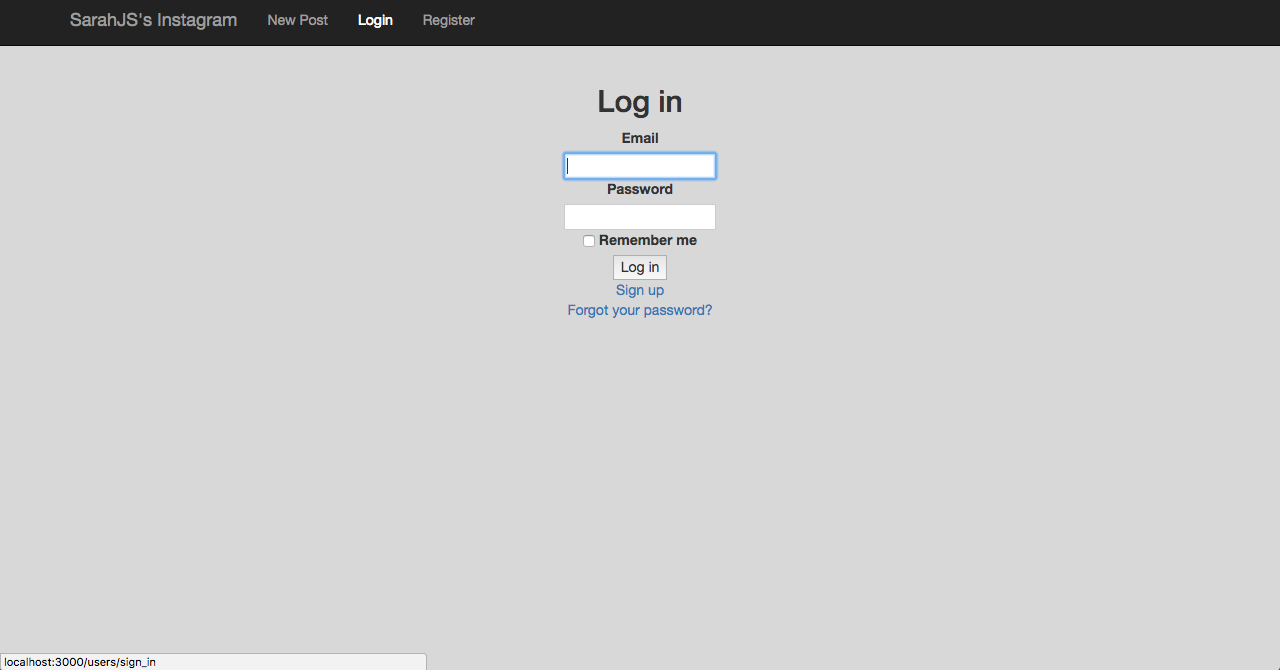 SarahJS's Instagram New Post Login Register
Log in
Email
Password
Remember me
Log in
Sign up
Forgot your password?
localhost:3000/users/sign_in